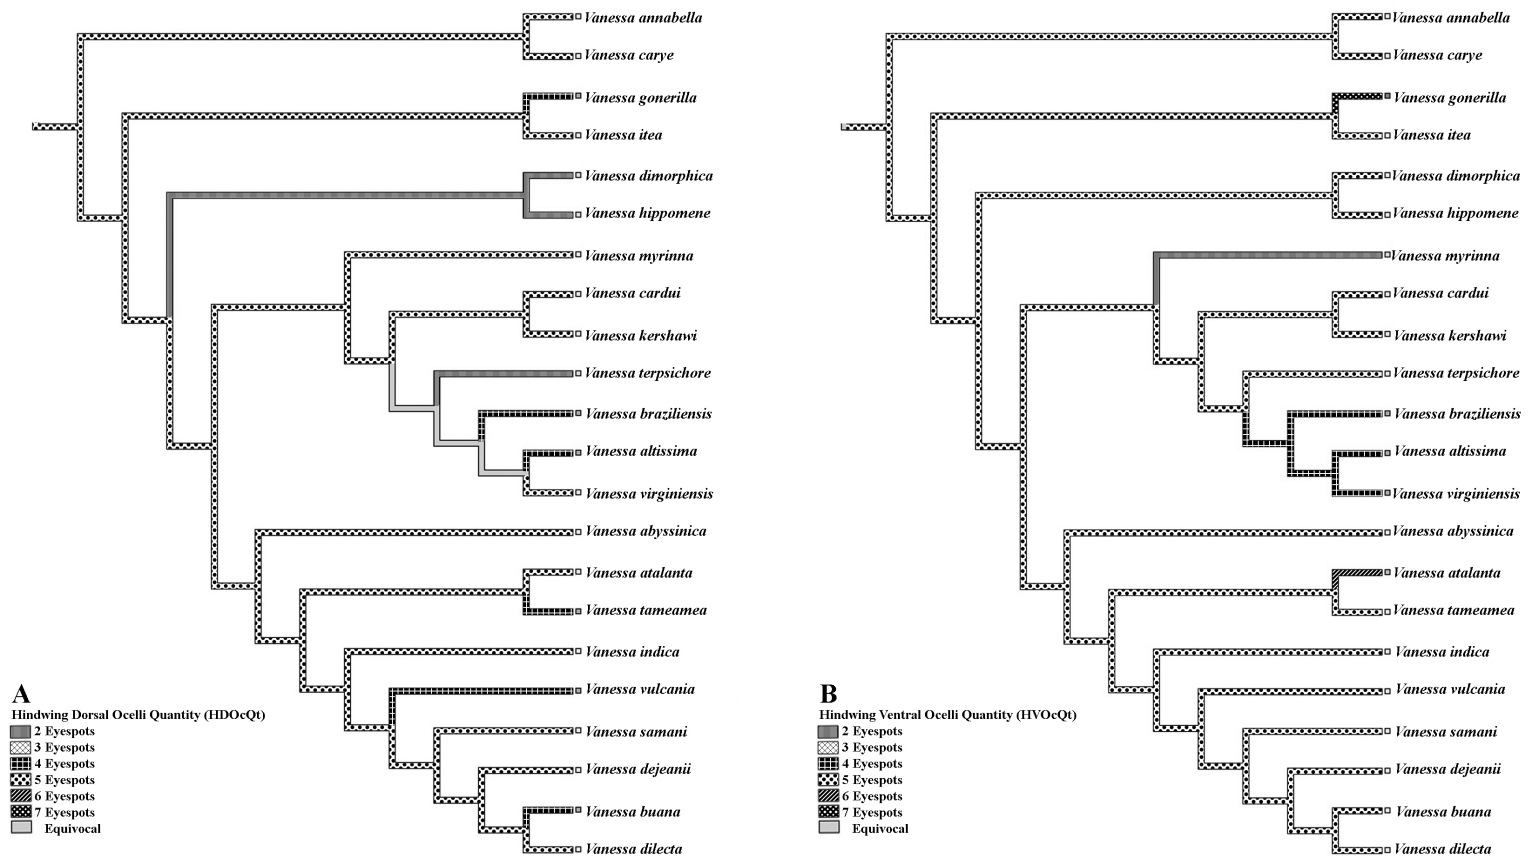 Vanessa annabella
Vanessa carye
Vanessa gonerilla
Vanessa itea
Vanessa dimorphica
Vanessa hippomene
Vanessa myrinna
Vanessa cardui
Vanessa kershawi
Vanessa terpsichore
Vanessa braziliensis
Vanessa altissima
Vanessa virginiensis
Vanessa abyssinica
Vanessa atalanta
Vanessa tameamea
Vanessa indica
Vanessa vulcania
Vanessa samani
Vanessa dejeanii
Vanessa buana
Vanessa dilecta
A
Hindwing Dorsal Ocelli Quantity (HDOcQt)
2 Eyespots
3 Eyespots
4 Eyespots
5 Eyespots
6 Eyespots
7 Eyespots
Equivocal
Vanessa annabella
Vanessa carye
Vanessa gonerilla
Vanessa itea
Vanessa dimorphica
Vanessa hippomene
Vanessa myrinna
Vanessa cardui
Vanessa kershawi
Vanessa terpsichore
Vanessa braziliensis
Vanessa altissima
Vanessa virginiensis
Vanessa abyssinica
Vanessa atalanta
Vanessa tameamea
Vanessa indica
Vanessa vulcania
Vanessa samani
Vanessa dejeanii
Vanessa buana
Vanessa dilecta
B
Hindwing Ventral Ocelli Quantity (HVOcQt)
2 Eyespots
3 Eyespots
4 Eyespots
5 Eyespots
6 Eyespots
7 Eyespots
Equivocal